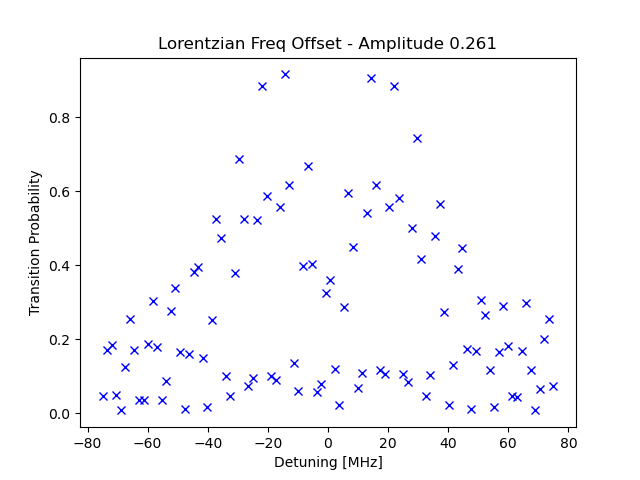 Lorentzian Freq Offset - Amplitude 0.261
Transition Probability
0.8
0.6
0.4
0.2
0.0
−80 −60 −40 −20 0 20 40 60 80
Detuning [MHz]